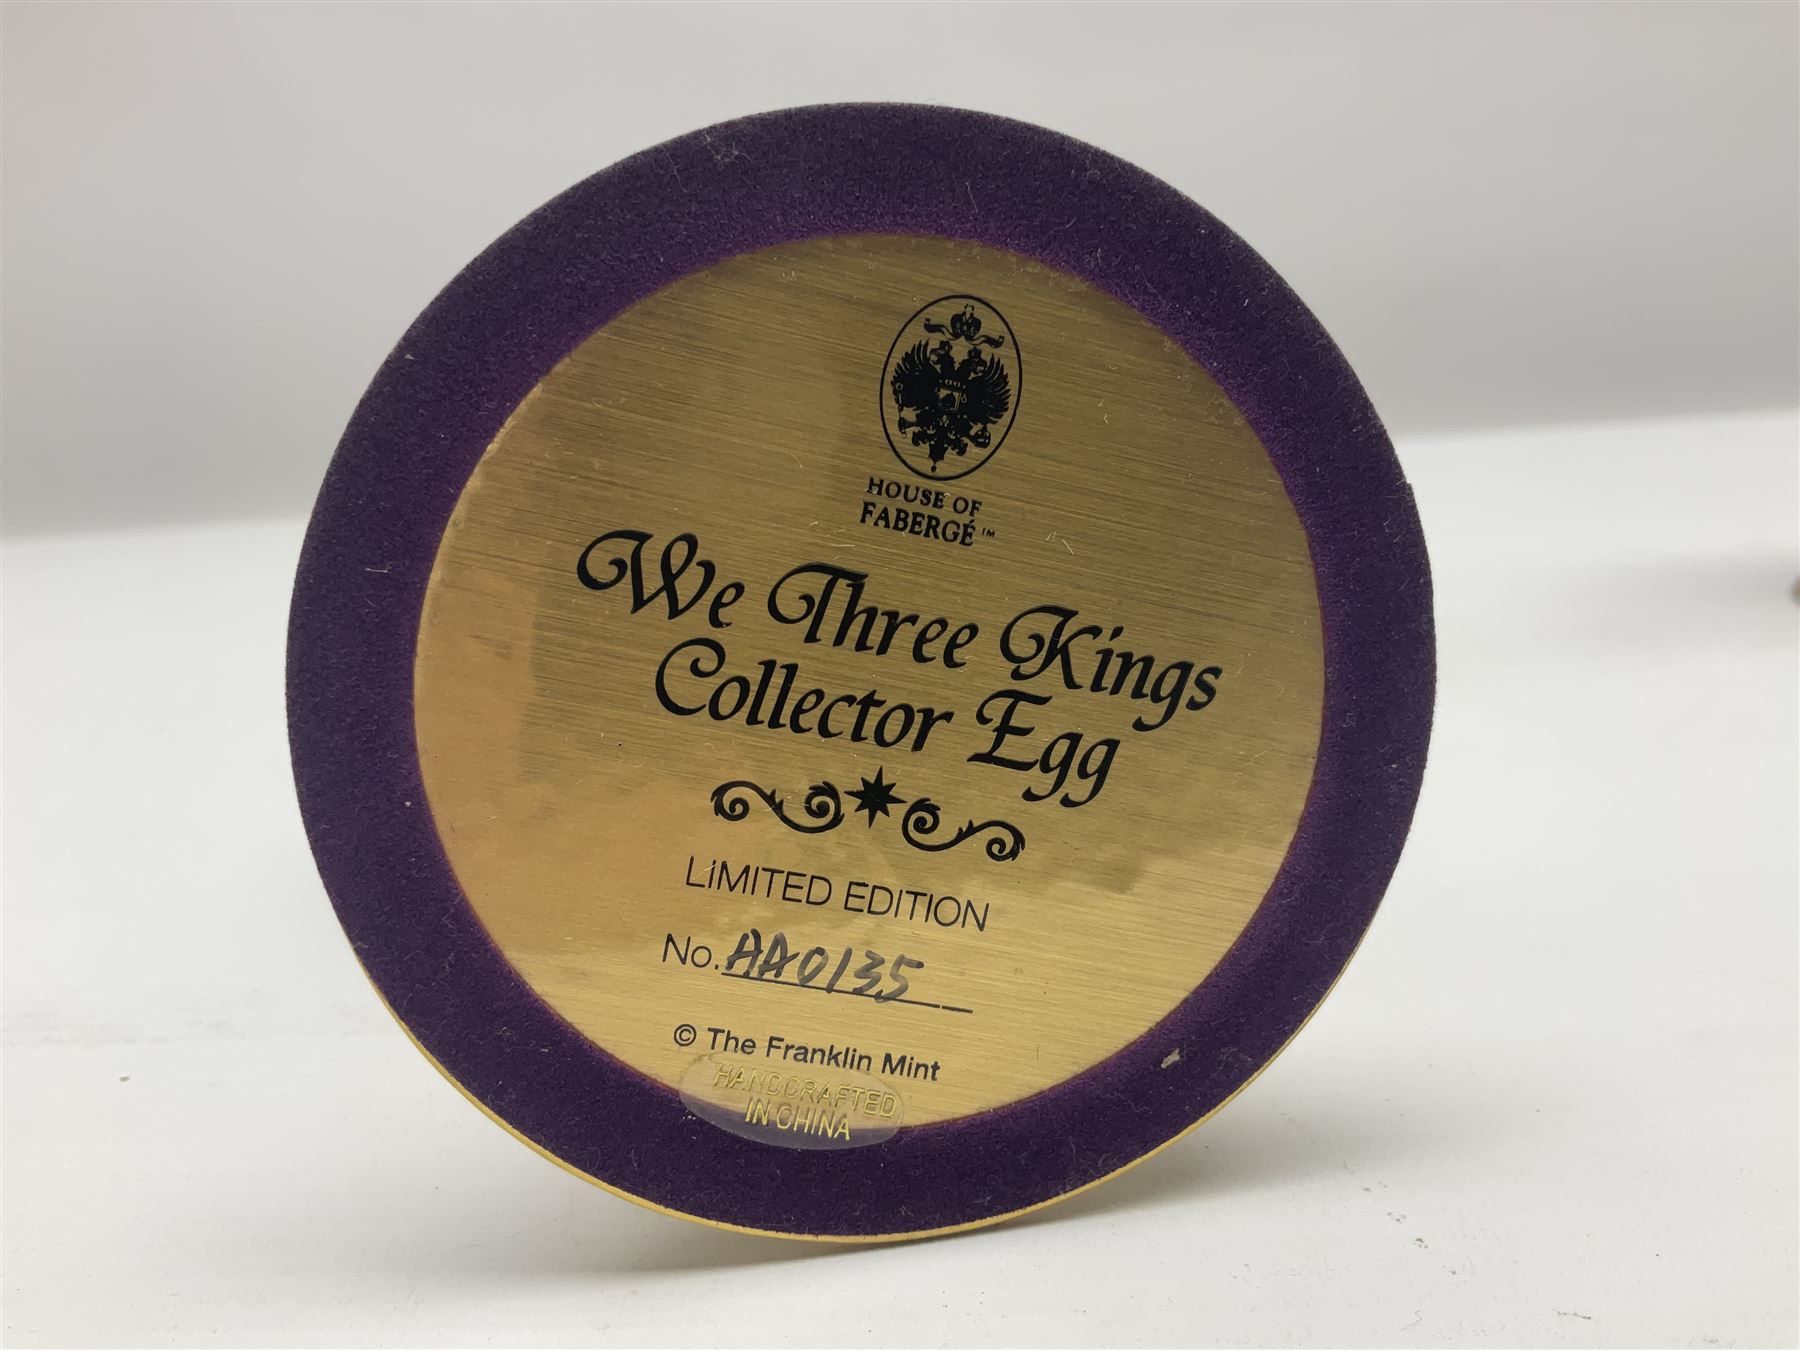 HOUSE OF
FABERGÉ™
We Three Kings
Collector Egg
LIMITED EDITION
No. AA0135
© The Franklin Mint
HANDCRAFTED
IN CHINA